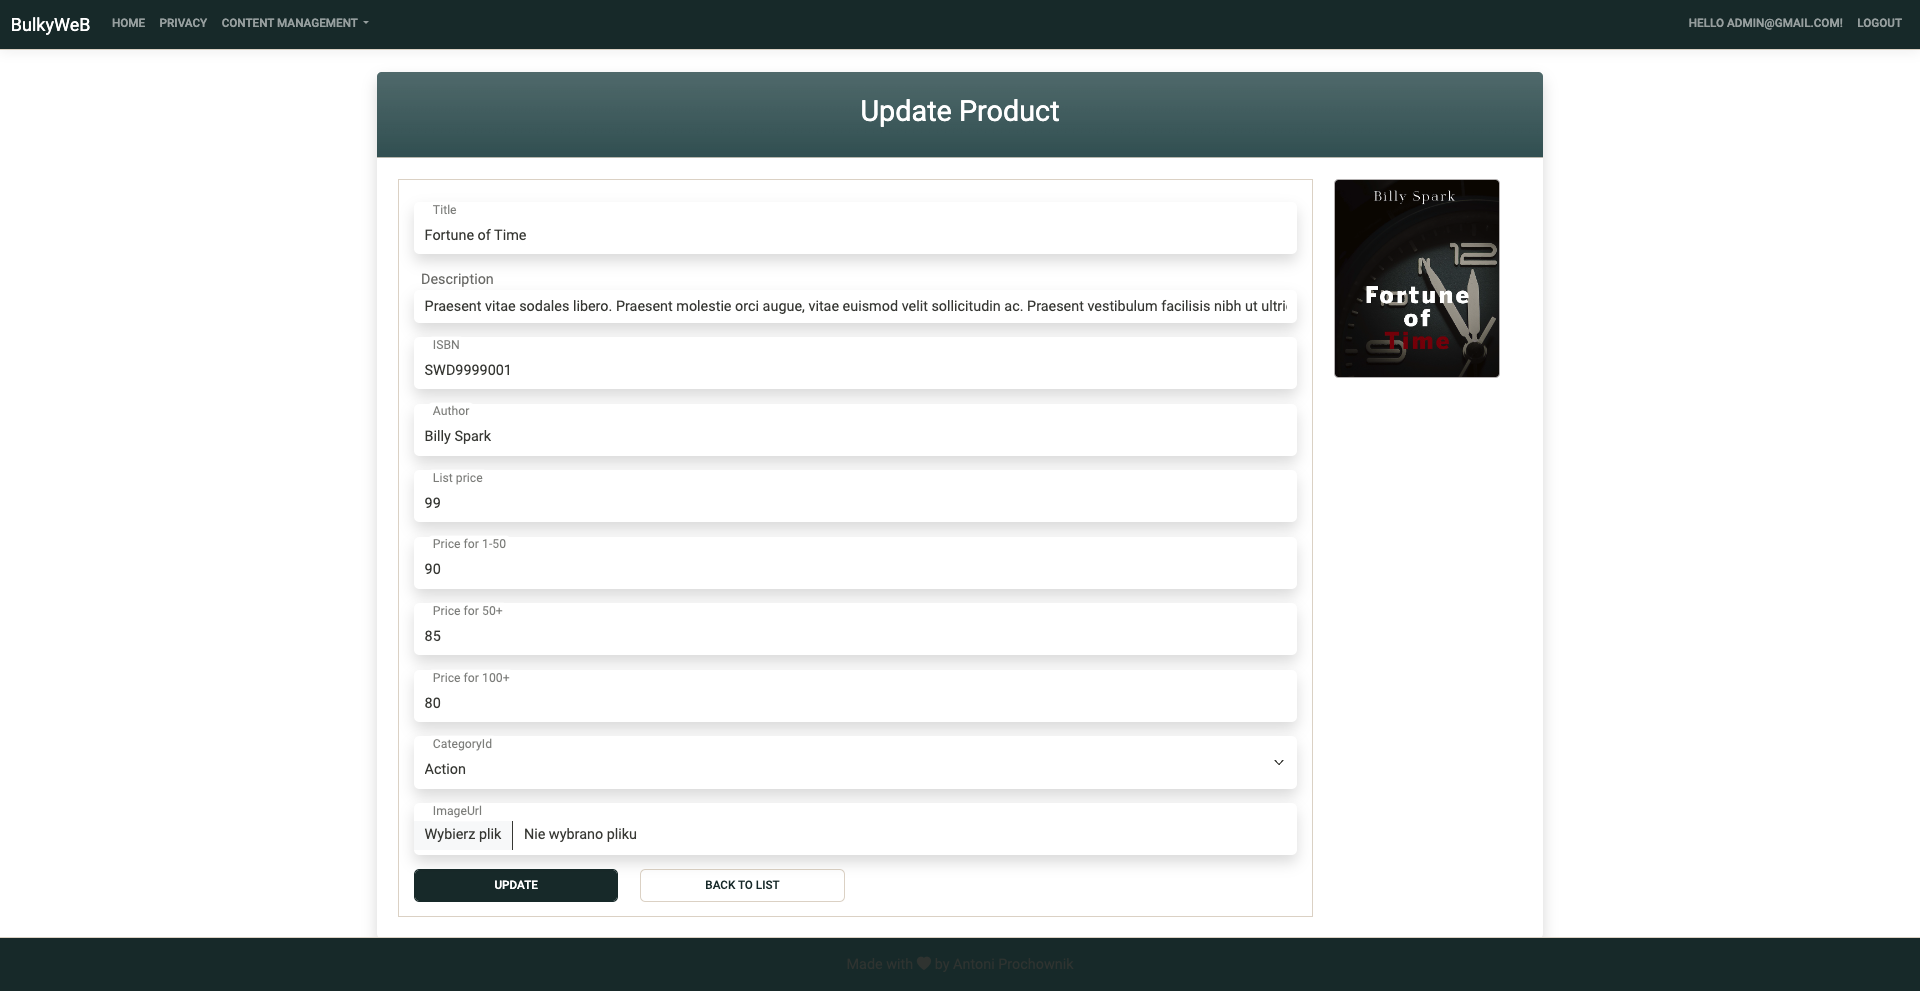 BulkyWeB HOME PRIVACY CONTENT MANAGEMENT HELLO ADMIN@GMAIL.COM! LOGOUT
Update Product
Title
Fortune of Time
Description
Praesent vitae sodales libero. Praesent molestie orci augue, vitae euismod velit sollicitudin ac. Praesent vestibulum facilisis nibh ut ultri
ISBN
SWD9999001
Author
Billy Spark
List price
99
Price for 1-50
90
Price for 50+
85
Price for 100+
80
CategoryId
Action
ImageUrl
Wybierz plik Nie wybrano pliku
UPDATE BACK TO LIST
Billy Spark
12
Fortune
of
Time
Made with by Antoni Prochownik